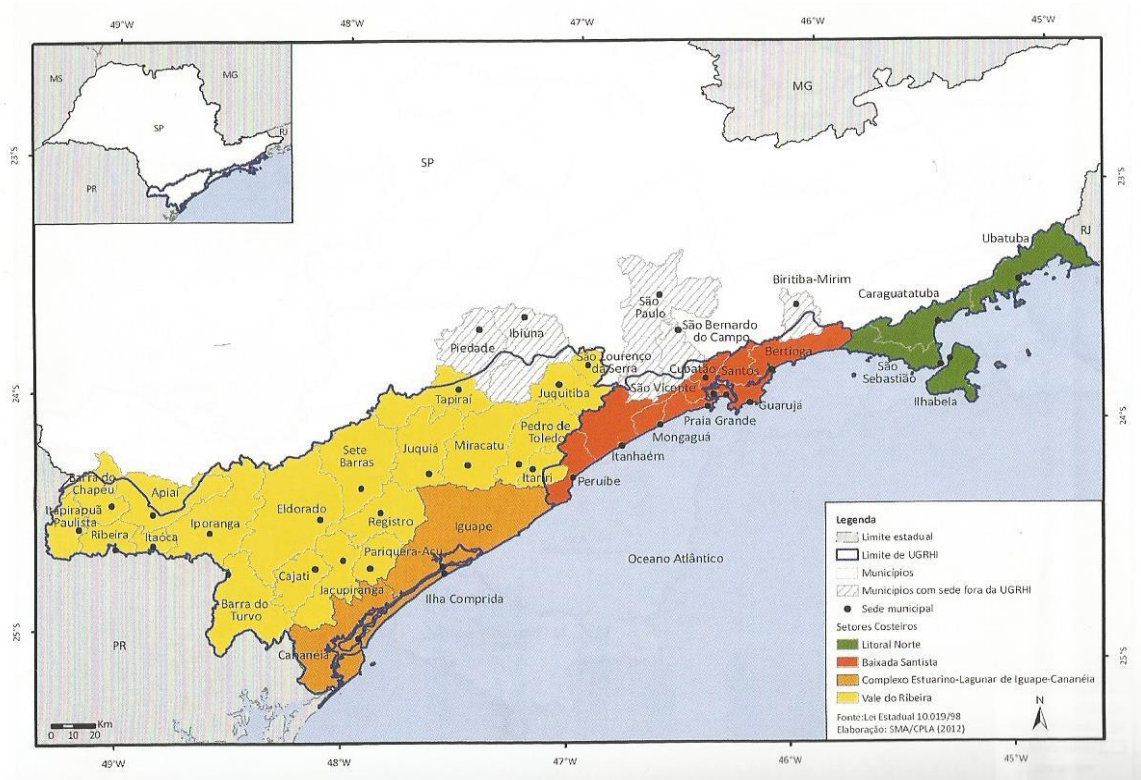 49°W
48°W
47°W
46°W
45°W
MS
MG
SP
RJ
PR
MG
SP
23°S
23°S
RJ
Ubatuba
Caraguatatuba
Biritiba-Mirim
São
Paulo
São Bernardo
do Campo
Ibiúna
Piedade
São Lourenço
da Serra
Bertioga
Cubatão
Santos
São
Sebastião
Ilhabela
24°S
24°S
Tapiraí
Juquitiba
São Vicente
Guarujá
Praia Grande
Mongaguá
Pedro de
Toledo
Itanhaém
Sete
Barras
Juquiá
Miracatu
Itariri
Peruíbe
Barra do
Chapéu
Apiaí
Itapirapuã
Paulista
Eldorado
Iporanga
Registro
Iguape
Ribeira
Itaóca
Pariquera-Açu
Oceano Atlântico
Cajati
Jacupiranga
Ilha Comprida
Barra do
Turvo
25°S
25°S
PR
Cananéia
Km
0 10 20
Legenda
Limite estadual
Limite de UGRHI
Municípios
Municípios com sede fora da UGRHI
Sede municipal
Setores Costeiros
Litoral Norte
Baixada Santista
Complexo Estuarino-Lagunar de Iguape-Cananéia
Vale do Ribeira
Fonte:Lei Estadual 10.019/98
Elaboração: SMA/CPLA (2012)
N
49°W
48°W
47°W
46°W
45°W